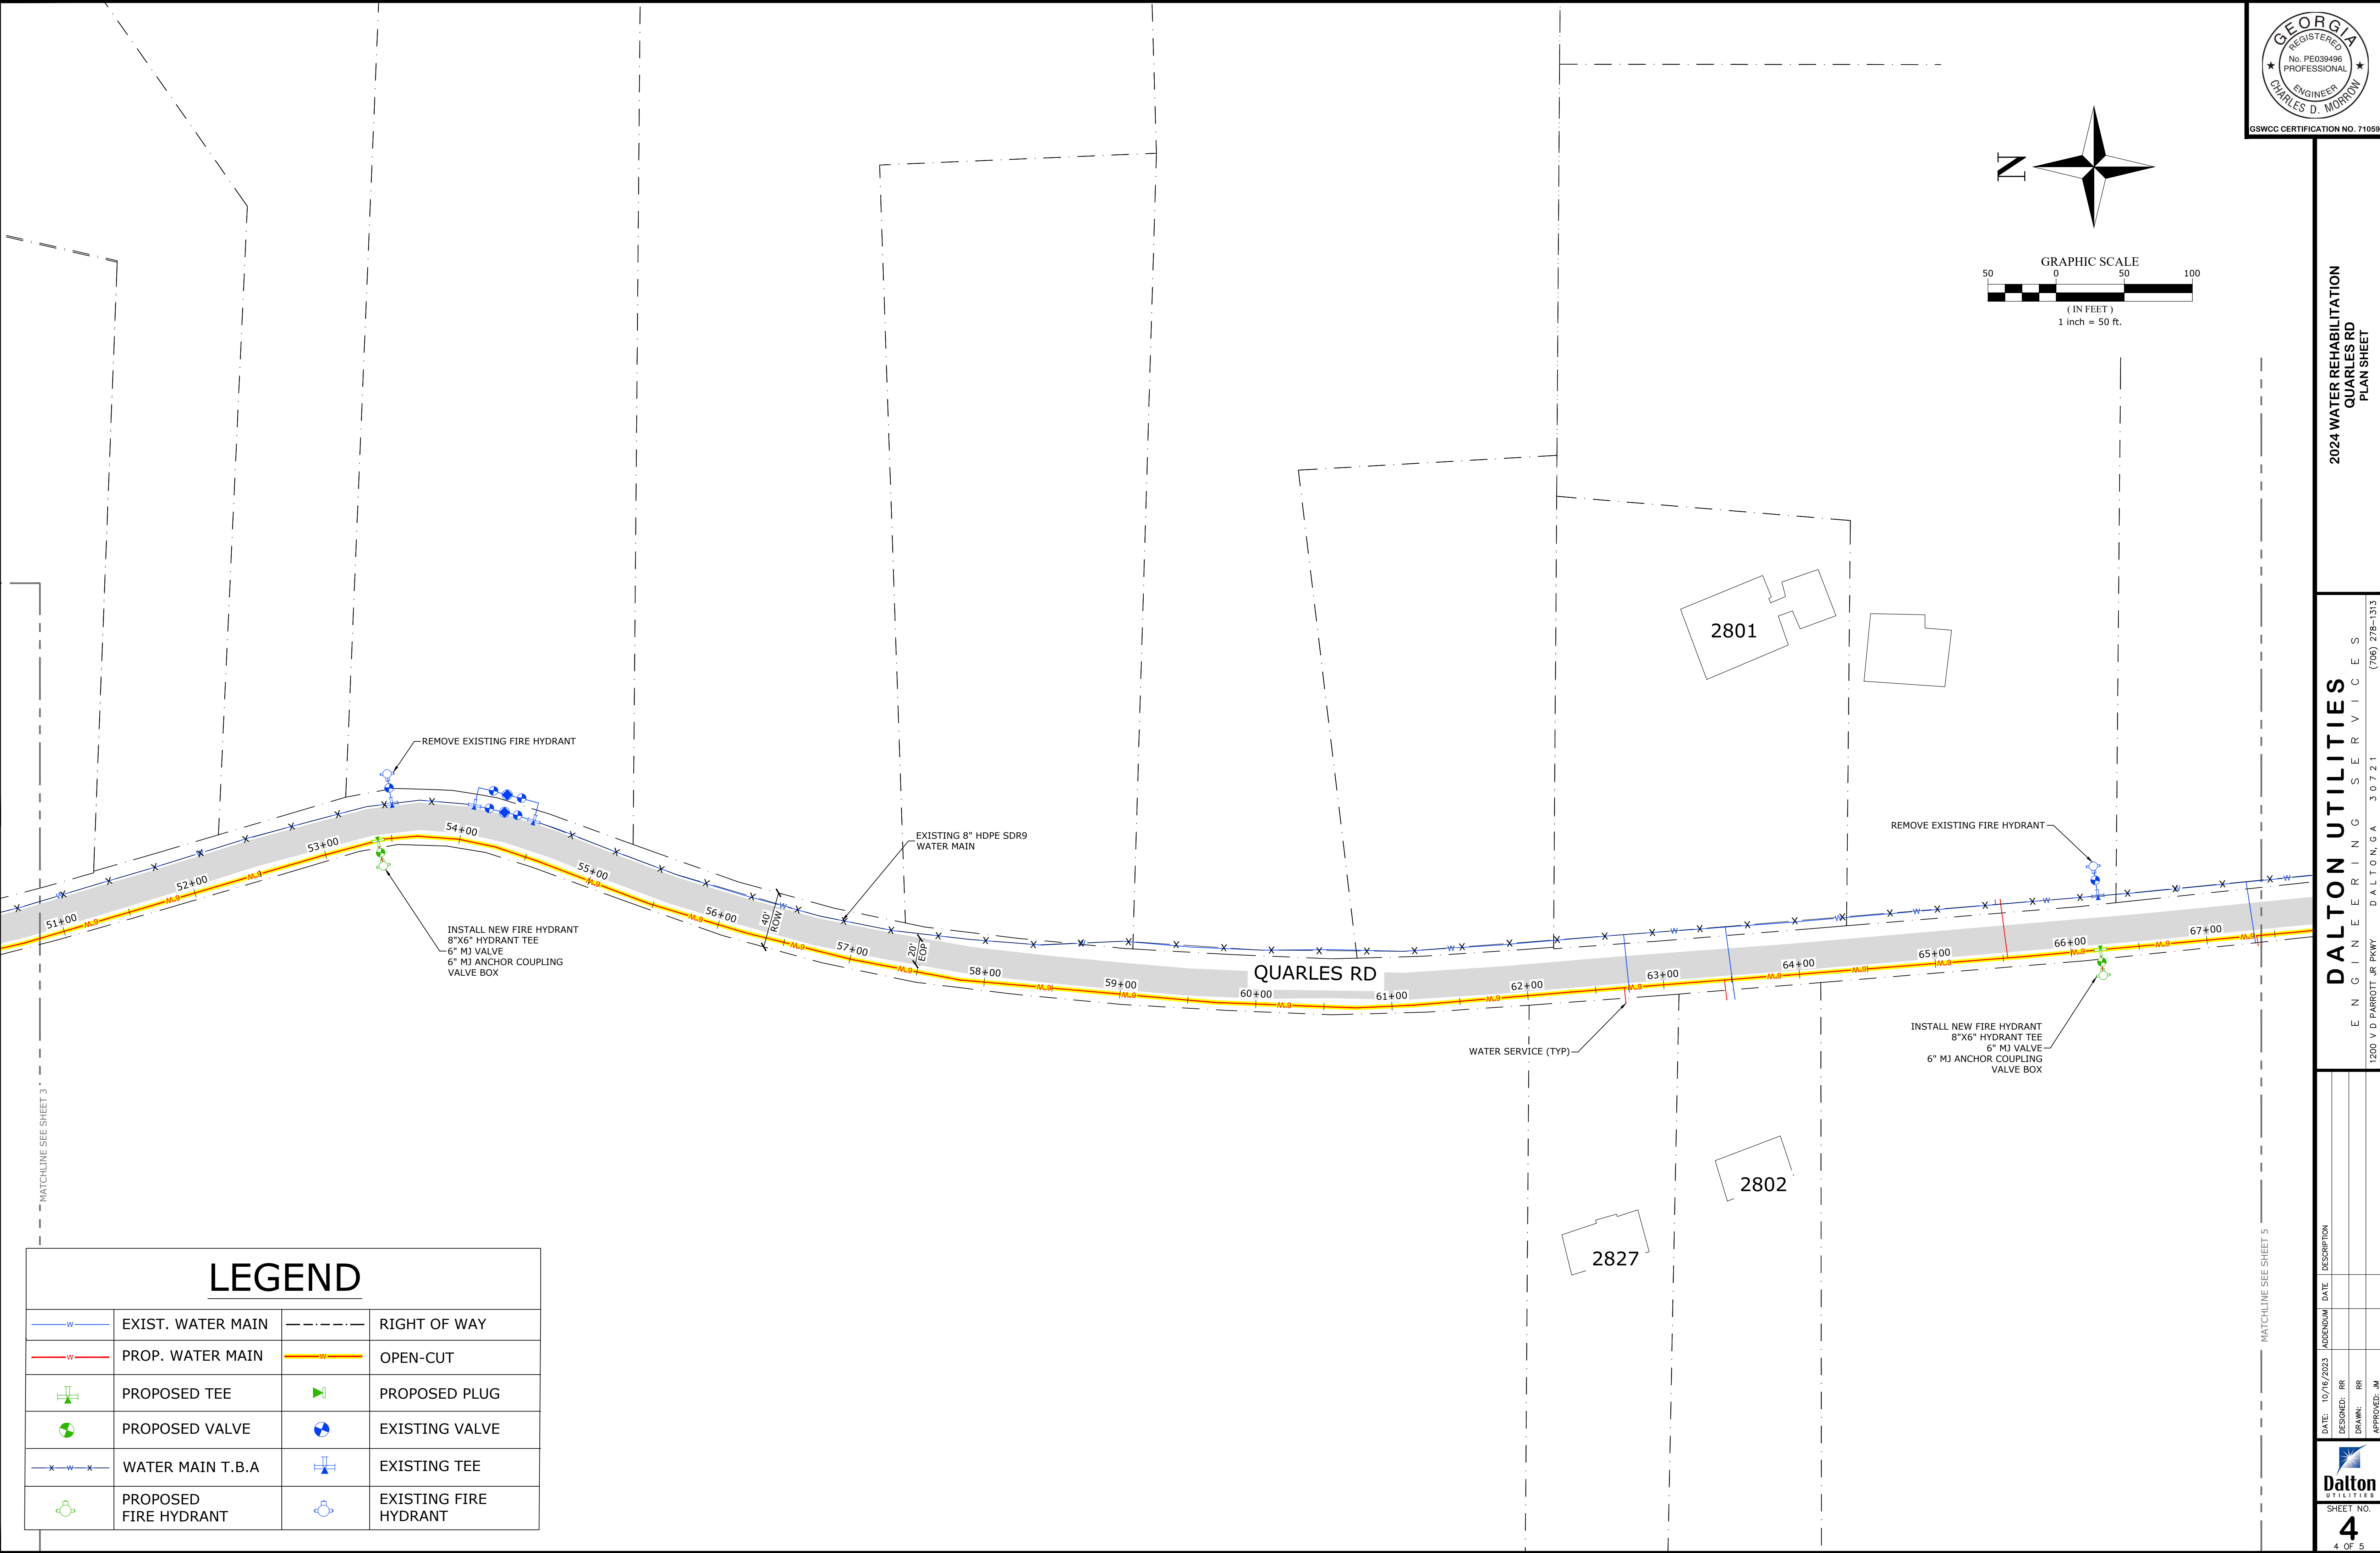 GEORGIA
REGISTERED
No. PE039496
PROFESSIONAL
ENGINEER
CHARLES D. MORROW
GSWCC CERTIFICATION NO. 71059
N
GRAPHIC SCALE
50 0 50 100
( IN FEET )
1 inch = 50 ft.
2024 WATER REHABILITATION
QUARLES RD
PLAN SHEET
2801
REMOVE EXISTING FIRE HYDRANT
REMOVE EXISTING FIRE HYDRANT
EXISTING 8" HDPE SDR9
WATER MAIN
51+00
52+00
53+00
54+00
55+00
56+00
57+00
58+00
59+00
60+00
61+00
62+00
63+00
64+00
65+00
66+00
67+00
40'
ROW
20'
EOP
QUARLES RD
INSTALL NEW FIRE HYDRANT
8"X6" HYDRANT TEE
6" MJ VALVE
6" MJ ANCHOR COUPLING
VALVE BOX
WATER SERVICE (TYP)
INSTALL NEW FIRE HYDRANT
8"X6" HYDRANT TEE
6" MJ VALVE
6" MJ ANCHOR COUPLING
VALVE BOX
2802
2827
MATCHLINE SEE SHEET 3
MATCHLINE SEE SHEET 5
LEGEND
W EXIST. WATER MAIN
RIGHT OF WAY
W PROP. WATER MAIN
W OPEN-CUT
PROPOSED TEE
PROPOSED PLUG
PROPOSED VALVE
EXISTING VALVE
X W X WATER MAIN T.B.A
EXISTING TEE
PROPOSED
FIRE HYDRANT
EXISTING FIRE
HYDRANT
DALTON UTILITIES
ENGINEERING SERVICES
1200 V D PARROTT JR PKWY DALTON, GA 30721 (706) 278-1313
DATE: 10/16/2023 ADDENDUM DATE DESCRIPTION
DESIGNED: RR
DRAWN: RR
APPROVED: JM
Dalton
UTILITIES
SHEET NO.
4
4 OF 5